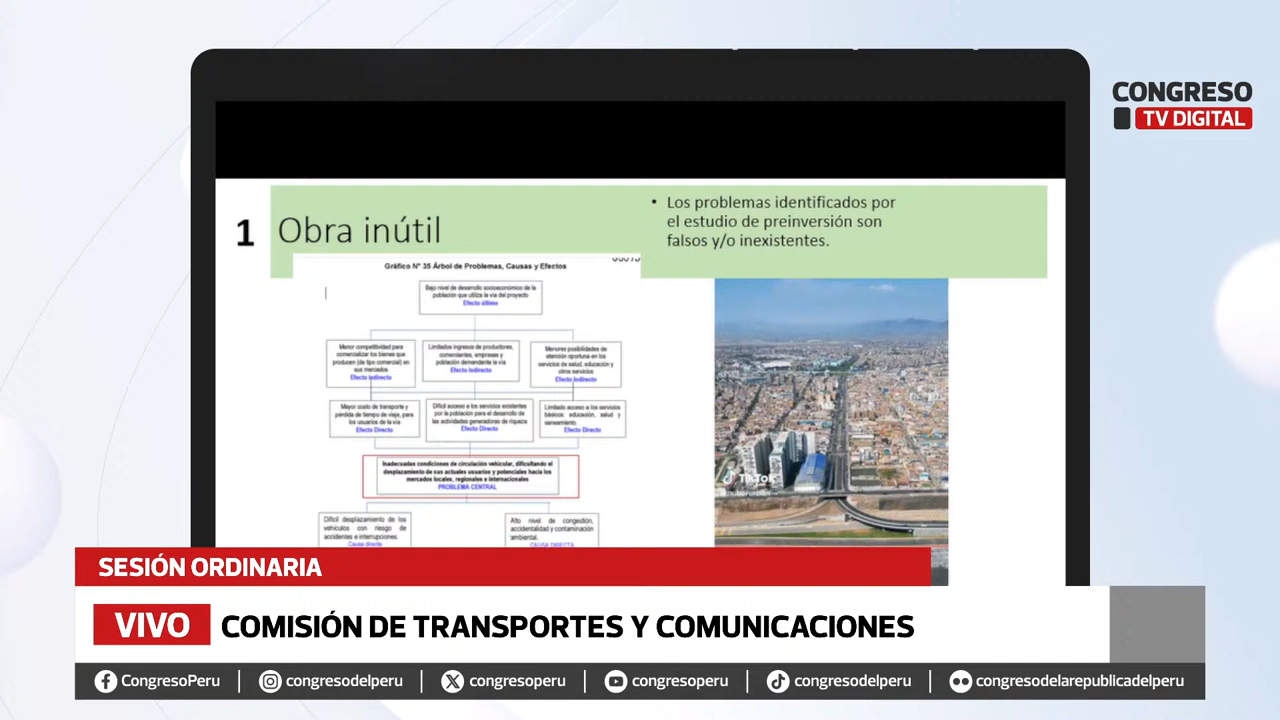 CONGRESO
TV DIGITAL
1 Obra inútil
• Los problemas identificados por
el estudio de preinversión son
falsos y/o inexistentes.
Gráfico N° 35 Árbol de Problemas, Causas y Efectos
Bajo nivel de desarrollo socioeconómico de la
población que utiliza la vía del proyecto
Efecto último
Menor competitividad para
comercializar los bienes que
producen (de tipo comercial) en
sus mercados
Efecto Indirecto
Limitados ingresos de productores,
comerciantes, empresas y
población demandante la vía
Efecto Indirecto
Menores posibilidades de
atención oportuna en los
servicios de salud, educación y
otros servicios
Efecto Indirecto
Mayor costo de transporte y
pérdida de tiempo de viaje, para
los usuarios de la vía
Efecto Directo
Difícil acceso a los servicios existentes
por la población para el desarrollo de
las actividades generadoras de riqueza
Efecto Directo
Limitado acceso a los servicios
básicos: educación, salud y
saneamiento.
Efecto Directo
Inadecuadas condiciones de circulación vehicular, dificultando el
desplazamiento de sus actuales usuarios y potenciales hacia los
mercados locales, regionales e internacionales
PROBLEMA CENTRAL
Difícil desplazamiento de los
vehículos con riesgo de
accidentes e interrupciones.
Causa directa
Alto nivel de congestión,
accidentalidad y contaminación
ambiental.
CAUSA DIRECTA
TikTok
SESIÓN ORDINARIA
VIVO COMISIÓN DE TRANSPORTES Y COMUNICACIONES
CongresoPeru congresodelperu congresoperu congresoperu congresodelperu congresodelarepublicadelperu